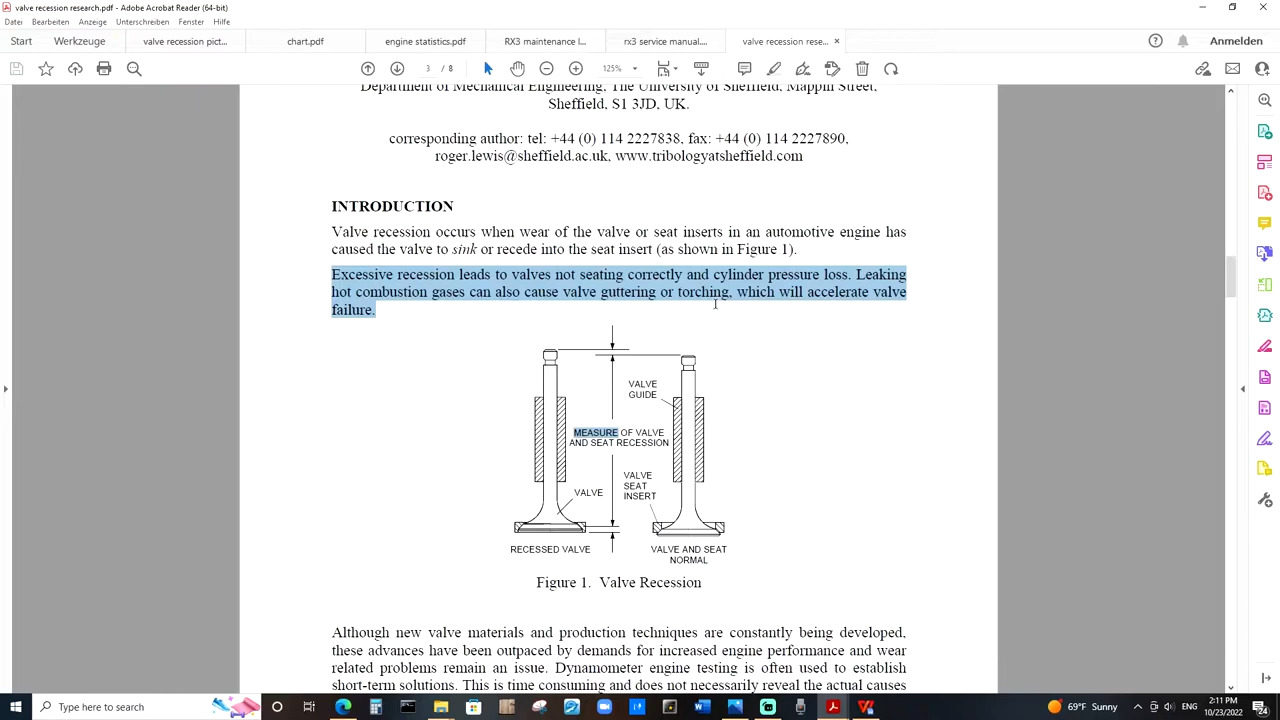 valve recession research.pdf - Adobe Acrobat Reader (64-bit)
Datei Bearbeiten Anzeige Unterschreiben Fenster Hilfe
Start Werkzeuge valve recession pict... chart.pdf engine statistics.pdf RX3 maintenance l... rx3 service manual.... valve recession rese... × Anmelden
3 / 8 125%
Department of Mechanical Engineering, The University of Sheffield, Mappin Street,
Sheffield, S1 3JD, UK.
corresponding author: tel: +44 (0) 114 2227838, fax: +44 (0) 114 2227890,
roger.lewis@sheffield.ac.uk, www.tribologyatsheffield.com
INTRODUCTION
Valve recession occurs when wear of the valve or seat inserts in an automotive engine has
caused the valve to sink or recede into the seat insert (as shown in Figure 1).
Excessive recession leads to valves not seating correctly and cylinder pressure loss. Leaking
hot combustion gases can also cause valve guttering or torching, which will accelerate valve
failure.
VALVE
GUIDE
MEASURE OF VALVE
AND SEAT RECESSION
VALVE
SEAT
INSERT
VALVE
RECESSED VALVE
VALVE AND SEAT
NORMAL
Figure 1. Valve Recession
Although new valve materials and production techniques are constantly being developed,
these advances have been outpaced by demands for increased engine performance and wear
related problems remain an issue. Dynamometer engine testing is often used to establish
short-term solutions. This is time consuming and does not necessarily reveal the actual causes
Type here to search
69°F Sunny
ENG
2:11 PM
10/23/2022
24